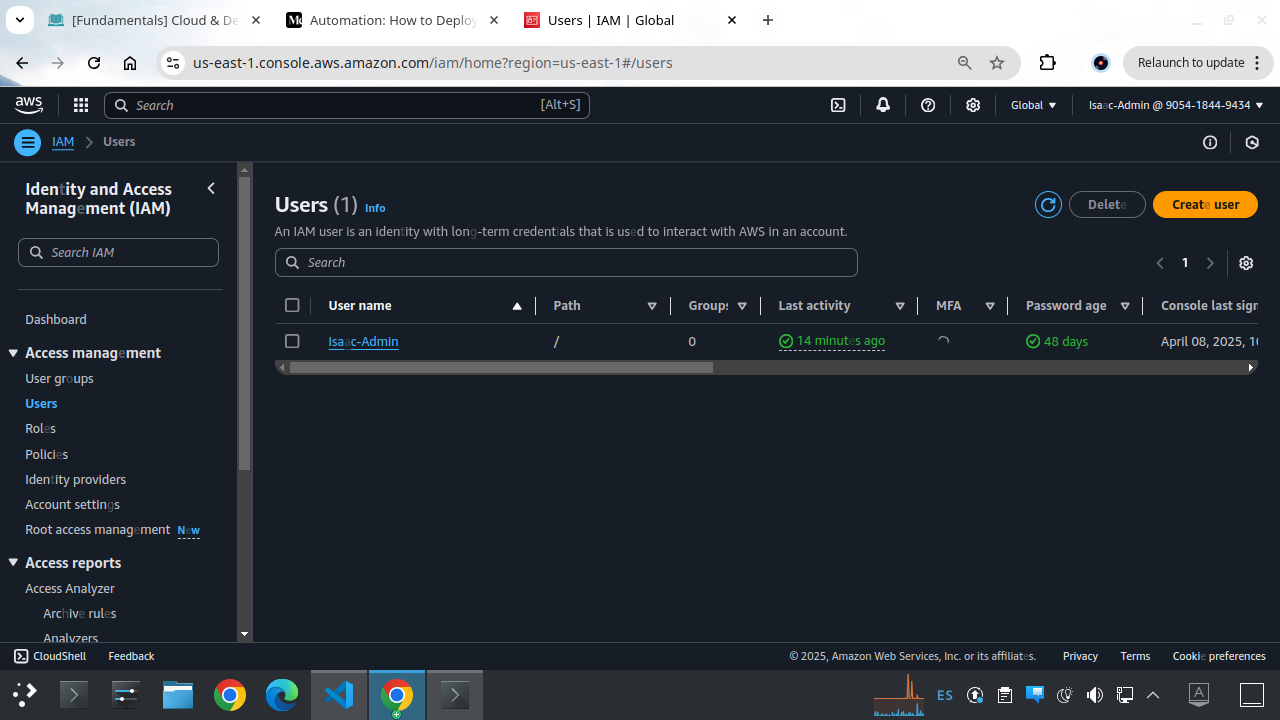 [Fundamentals] Cloud & De
Automation: How to Deploy
Users | IAM | Global
us-east-1.console.aws.amazon.com/iam/home?region=us-east-1#/users
Relaunch to update
aws
Search
[Alt+S]
Global
Isaac-Admin @ 9054-1844-9434
IAM
Users
Identity and Access
Management (IAM)
Search IAM
Dashboard
Access management
User groups
Users
Roles
Policies
Identity providers
Account settings
Root access management New
Access reports
Access Analyzer
Archive rules
Analyzers
Users (1) Info
Delete
Create user
An IAM user is an identity with long-term credentials that is used to interact with AWS in an account.
Search
1
User name Path Groups Last activity MFA Password age Console last sign
Isaac-Admin / 0 14 minutes ago 48 days April 08, 2025, 10
CloudShell Feedback
© 2025, Amazon Web Services, Inc. or its affiliates. Privacy Terms Cookie preferences
ES
A